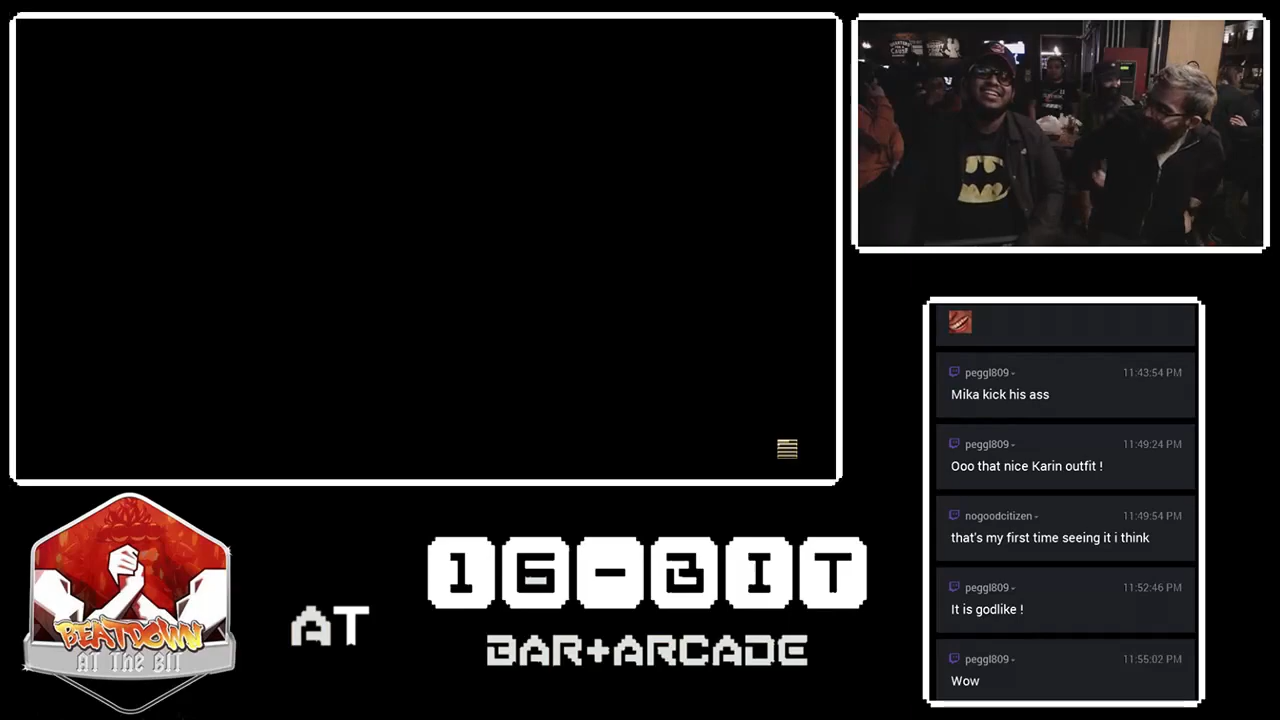 peggl809
11:43:54 PM
Mika kick his ass
peggl809
11:49:24 PM
Ooo that nice Karin outfit !
nogoodcitizen
11:49:54 PM
that's my first time seeing it i think
peggl809
11:52:46 PM
It is godlike !
peggl809
11:55:02 PM
Wow
BEATDOWN
AT THE BIT
AT
16-BIT
BAR+ARCADE